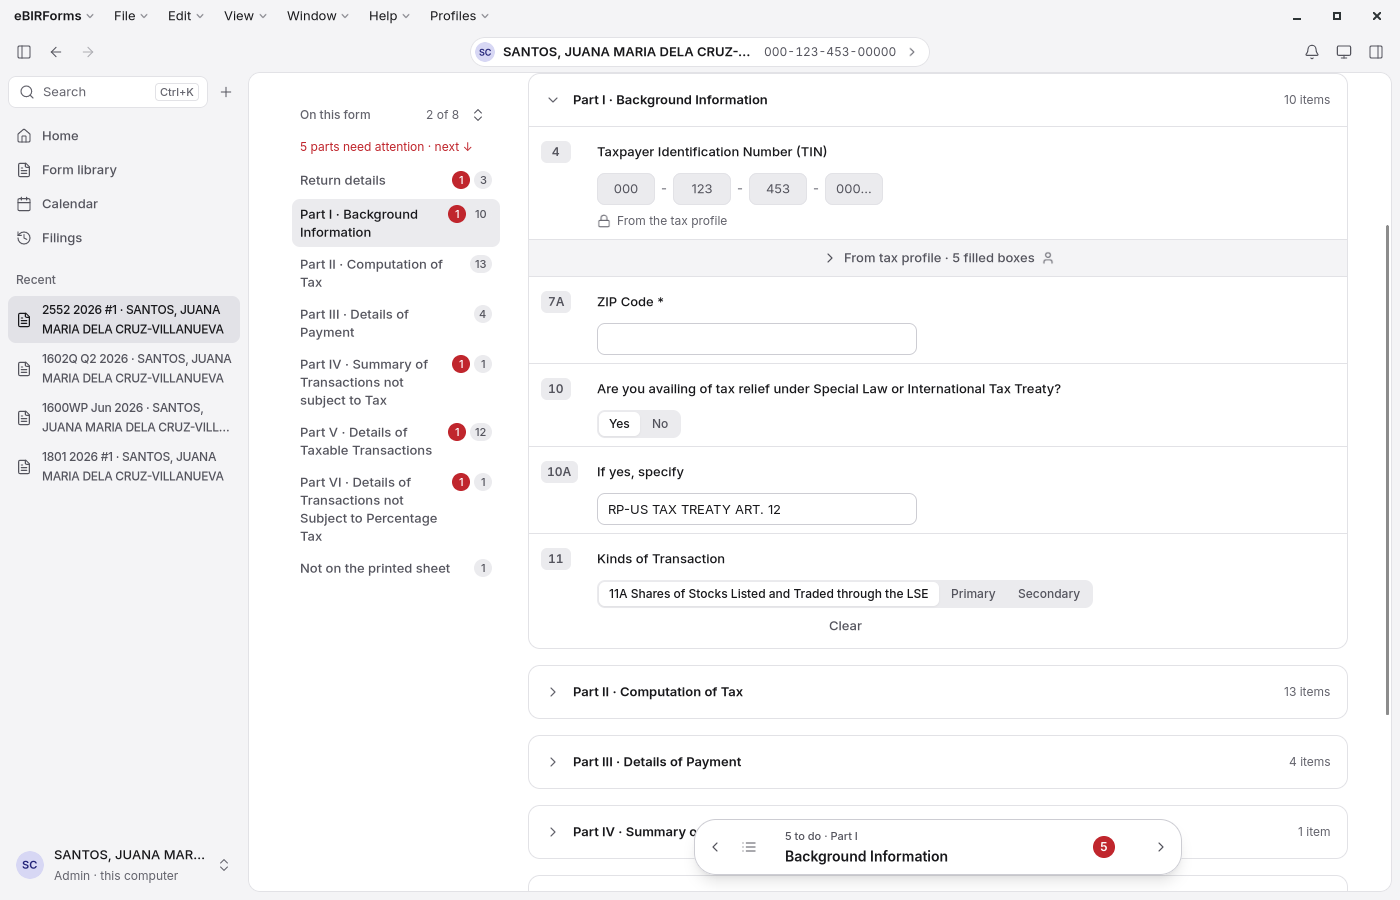 eBIRForms File Edit View Window Help Profiles
SC SANTOS, JUANA MARIA DELA CRUZ-... 000-123-453-00000
Search Ctrl+K
Home
Form library
Calendar
Filings
Recent
2552 2026 #1 · SANTOS, JUANA
MARIA DELA CRUZ-VILLANUEVA
1602Q Q2 2026 · SANTOS, JUANA
MARIA DELA CRUZ-VILLANUEVA
1600WP Jun 2026 · SANTOS,
JUANA MARIA DELA CRUZ-VILL...
1801 2026 #1 · SANTOS, JUANA
MARIA DELA CRUZ-VILLANUEVA
SC SANTOS, JUANA MAR...
Admin · this computer
On this form 2 of 8
5 parts need attention · next ↓
Return details 1 3
Part I · Background
Information 1 10
Part II · Computation of
Tax 13
Part III · Details of
Payment 4
Part IV · Summary of
Transactions not
subject to Tax 1 1
Part V · Details of
Taxable Transactions 1 12
Part VI · Details of
Transactions not
Subject to Percentage
Tax 1 1
Not on the printed sheet 1
Part I · Background Information 10 items
4 Taxpayer Identification Number (TIN)
000 - 123 - 453 - 000...
From the tax profile
From tax profile · 5 filled boxes
7A ZIP Code *
10 Are you availing of tax relief under Special Law or International Tax Treaty?
Yes No
10A If yes, specify
RP-US TAX TREATY ART. 12
11 Kinds of Transaction
11A Shares of Stocks Listed and Traded through the LSE Primary Secondary
Clear
Part II · Computation of Tax 13 items
Part III · Details of Payment 4 items
Part IV · Summary o 1 item
5 to do · Part I
Background Information 5